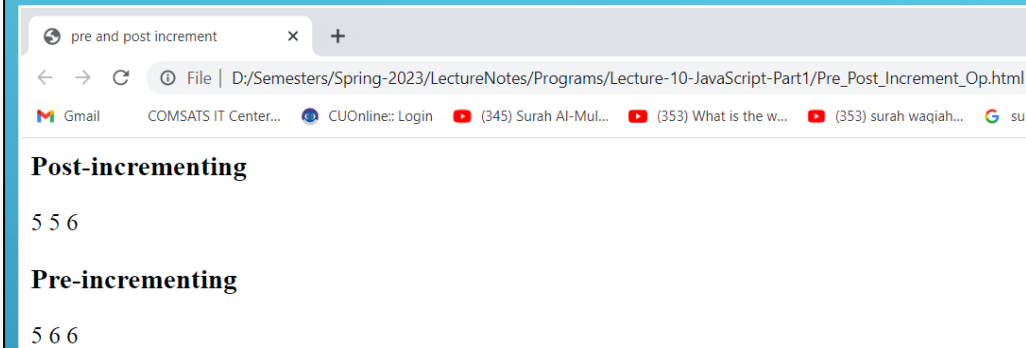 pre and post increment
File | D:/Semesters/Spring-2023/LectureNotes/Programs/Lecture-10-JavaScript-Part1/Pre_Post_Increment_Op.html
Gmail COMSATS IT Center... CUOnline:: Login (345) Surah Al-Mul... (353) What is the w... (353) surah waqiah... su
Post-incrementing
5 5 6
Pre-incrementing
5 6 6